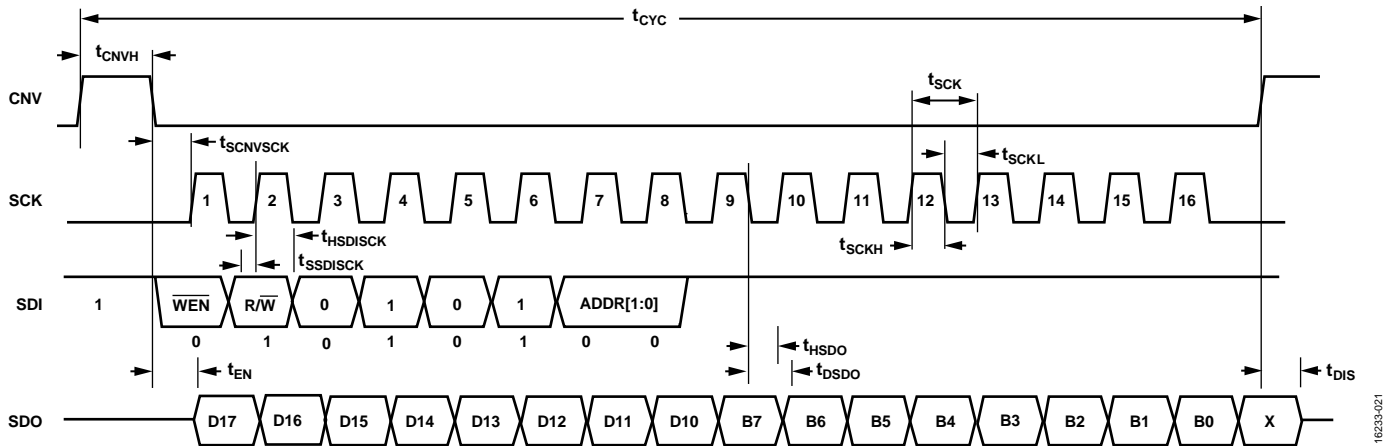 tCYC
tCNVH
CNV
tSCK
tSCNVSCK
tSCKL
SCK 1 2 3 4 5 6 7 8 9 10 11 12 13 14 15 16
tHSDISCK
tSCKH
tSSDISCK
SDI 1 WEN R/W 0 1 0 1 ADDR[1:0]
0 1 0 1 0 1 0 0
tHSDO
tEN
tDSDO
tDIS
SDO D17 D16 D15 D14 D13 D12 D11 D10 B7 B6 B5 B4 B3 B2 B1 B0 X
16233-021